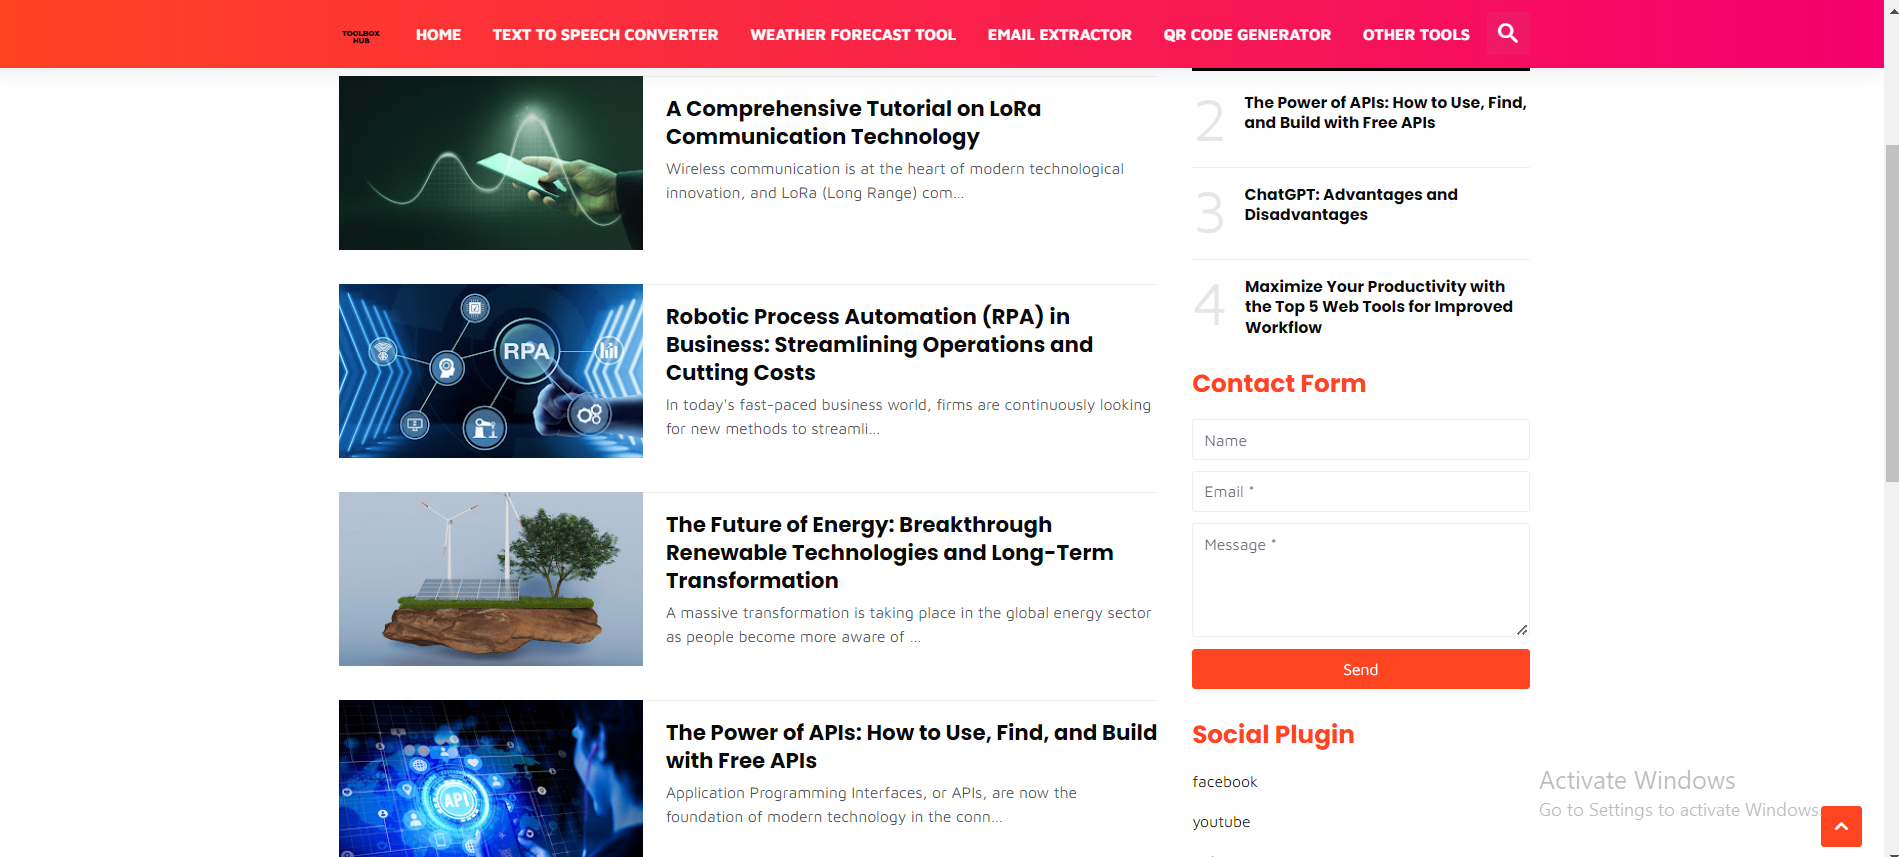 TOOLBOX
HUB
HOME
TEXT TO SPEECH CONVERTER
WEATHER FORECAST TOOL
EMAIL EXTRACTOR
QR CODE GENERATOR
OTHER TOOLS
A Comprehensive Tutorial on LoRa
Communication Technology
Wireless communication is at the heart of modern technological
innovation, and LoRa (Long Range) com...
RPA
Robotic Process Automation (RPA) in
Business: Streamlining Operations and
Cutting Costs
In today's fast-paced business world, firms are continuously looking
for new methods to streamli...
The Future of Energy: Breakthrough
Renewable Technologies and Long-Term
Transformation
A massive transformation is taking place in the global energy sector
as people become more aware of ...
API
The Power of APIs: How to Use, Find, and Build
with Free APIs
Application Programming Interfaces, or APIs, are now the
foundation of modern technology in the conn...
2
The Power of APIs: How to Use, Find,
and Build with Free APIs
3
ChatGPT: Advantages and
Disadvantages
4
Maximize Your Productivity with
the Top 5 Web Tools for Improved
Workflow
Contact Form
Name
Email *
Message *
Send
Social Plugin
facebook
youtube
Activate Windows
Go to Settings to activate Windows.